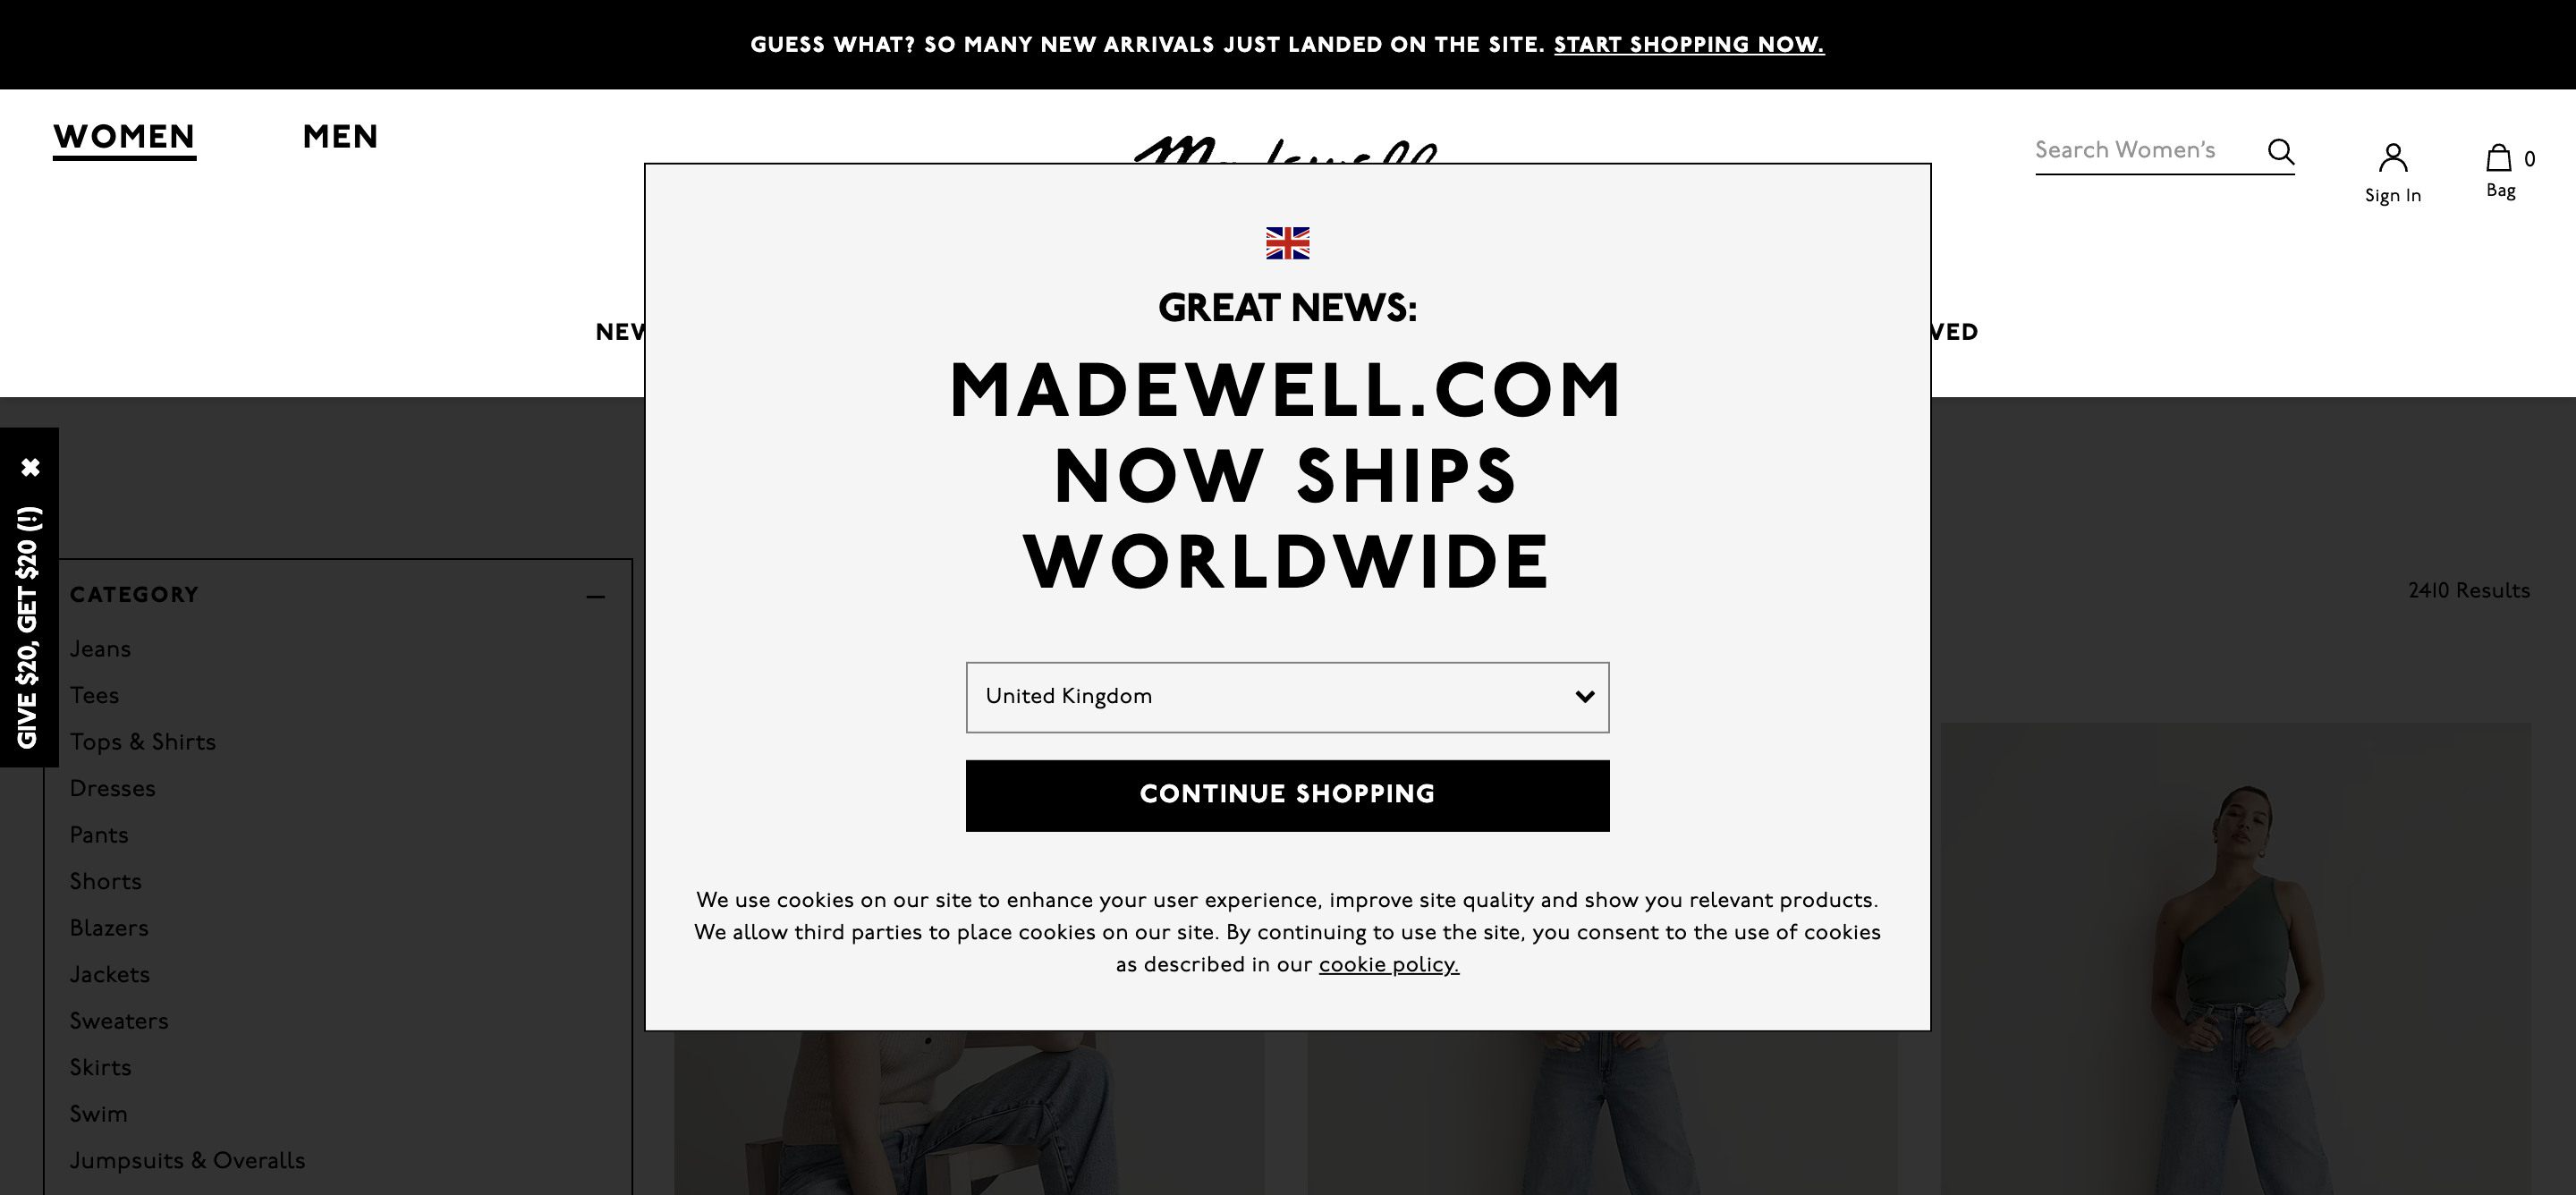 GUESS WHAT? SO MANY NEW ARRIVALS JUST LANDED ON THE SITE. START SHOPPING NOW.
WOMEN
MEN
Search Women's
Sign In
0
Bag
GREAT NEWS:
MADEWELL.COM
NOW SHIPS
WORLDWIDE
United Kingdom
CONTINUE SHOPPING
We use cookies on our site to enhance your user experience, improve site quality and show you relevant products.
We allow third parties to place cookies on our site. By continuing to use the site, you consent to the use of cookies
as described in our cookie policy.
GIVE $20, GET $20 (!)
CATEGORY
Jeans
Tees
Tops & Shirts
Dresses
Pants
Shorts
Blazers
Jackets
Sweaters
Skirts
Swim
Jumpsuits & Overalls
2410 Results